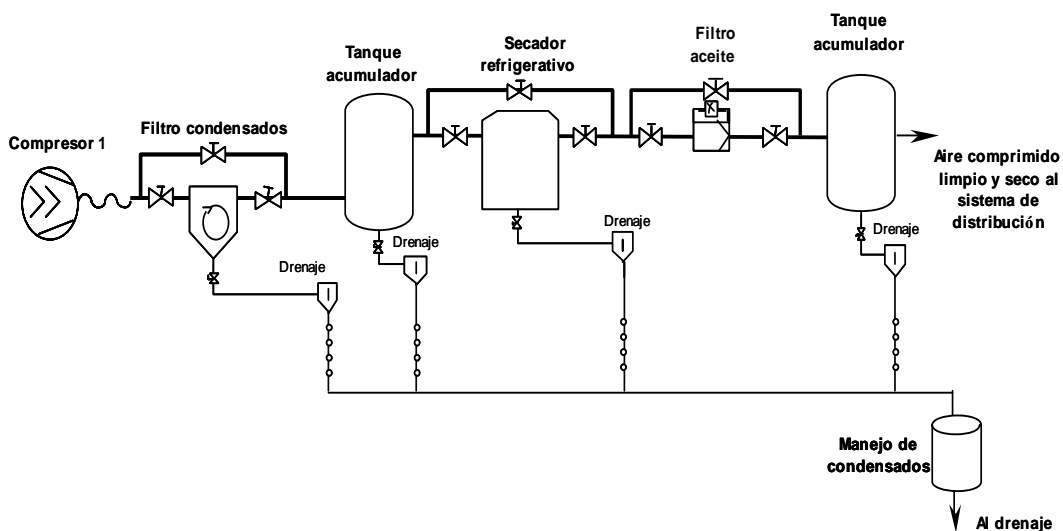 Compresor 1
Filtro condensados
Drenaje
Tanque
acumulador
Drenaje
Secador
refrigerativo
Drenaje
Filtro
aceite
Tanque
acumulador
Drenaje
Aire comprimido
limpio y seco al
sistema de
distribución
Manejo de
condensados
Al drenaje